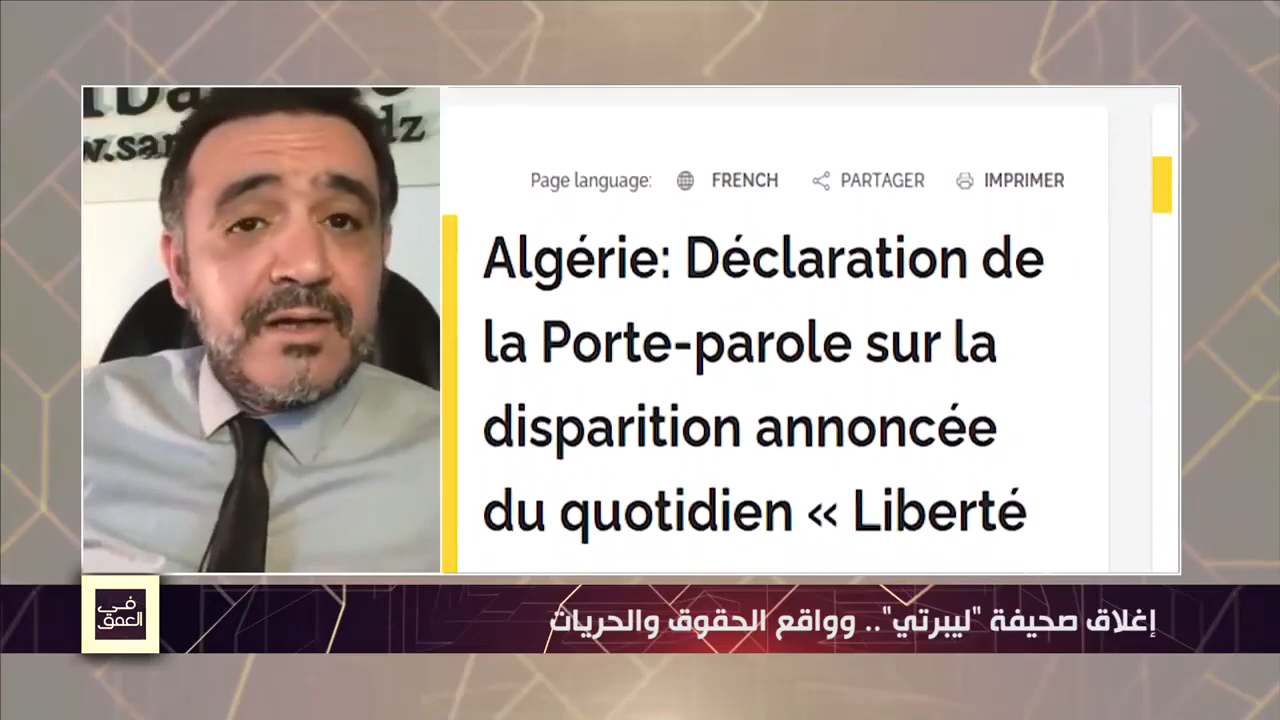 dz
Page language: FRENCH PARTAGER IMPRIMER
Algérie: Déclaration de
la Porte-parole sur la
disparition annoncée
du quotidien « Liberté
في
العمق
إغلاق صحيفة "ليبرتي".. وواقع الحقوق والحريات